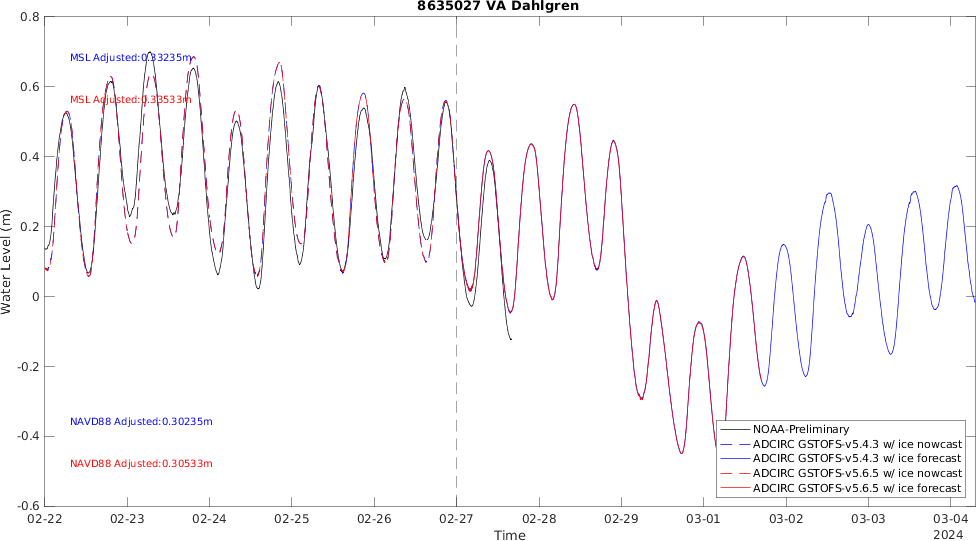 8635027 VA Dahlgren
0.8
0.6
0.4
0.2
0
-0.2
-0.4
-0.6
Water Level (m)
MSL Adjusted:0.33235m
MSL Adjusted:0.33533m
NAVD88 Adjusted:0.30235m
NAVD88 Adjusted:0.30533m
NOAA-Preliminary
ADCIRC GSTOFS-v5.4.3 w/ ice nowcast
ADCIRC GSTOFS-v5.4.3 w/ ice forecast
ADCIRC GSTOFS-v5.6.5 w/ ice nowcast
ADCIRC GSTOFS-v5.6.5 w/ ice forecast
02-22 02-23 02-24 02-25 02-26 02-27 02-28 02-29 03-01 03-02 03-03 03-04
Time
2024